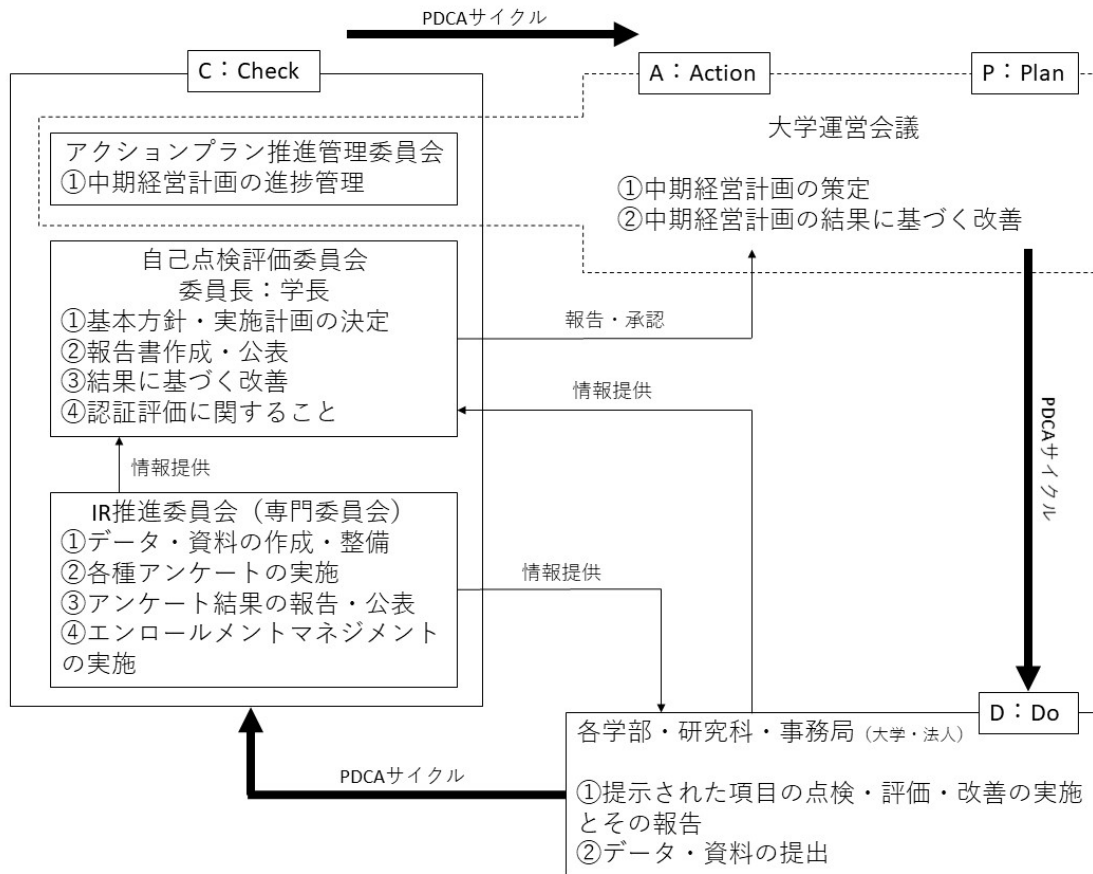 PDCAサイクル
C：Check
A：Action
P：Plan
大学運営会議
①中期経営計画の策定
②中期経営計画の結果に基づく改善
アクションプラン推進管理委員会
①中期経営計画の進捗管理
自己点検評価委員会
委員長：学長
①基本方針・実施計画の決定
②報告書作成・公表
③結果に基づく改善
④認証評価に関すること
報告・承認
情報提供
PDCAサイクル
情報提供
IR推進委員会（専門委員会）
①データ・資料の作成・整備
②各種アンケートの実施
③アンケート結果の報告・公表
④エンロールメントマネジメント
の実施
情報提供
D：Do
各学部・研究科・事務局（大学・法人）
①提示された項目の点検・評価・改善の実施
とその報告
②データ・資料の提出
PDCAサイクル